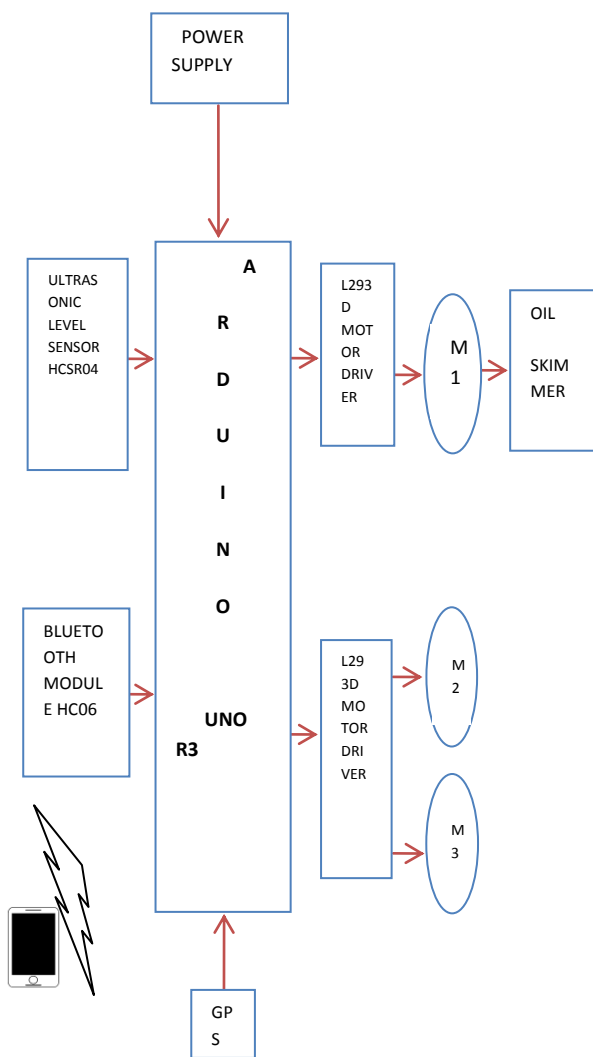 POWER
SUPPLY
ULTRAS
ONIC
LEVEL
SENSOR
HCSR04
A
R
D
U
I
N
O
UNO
R3
L293
D
MOT
OR
DRIV
ER
M
1
OIL
SKIM
MER
BLUETO
OTH
MODUL
E HC06
L29
3D
MO
TOR
DRI
VER
M
2
M
3
GP
S